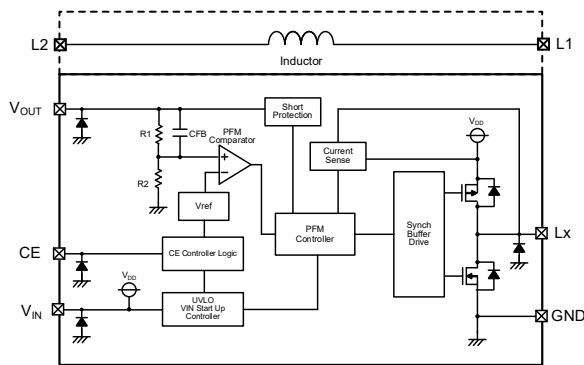 L2
L1
Inductor
VOUT
Short
Protection
R1
CFB
PFM
Comparator
VDD
Current
Sense
+
−
R2
Vref
PFM
Controller
Synch
Buffer
Drive
Lx
CE
CE Controller Logic
VDD
VIN
UVLO
VIN Start Up
Controller
GND